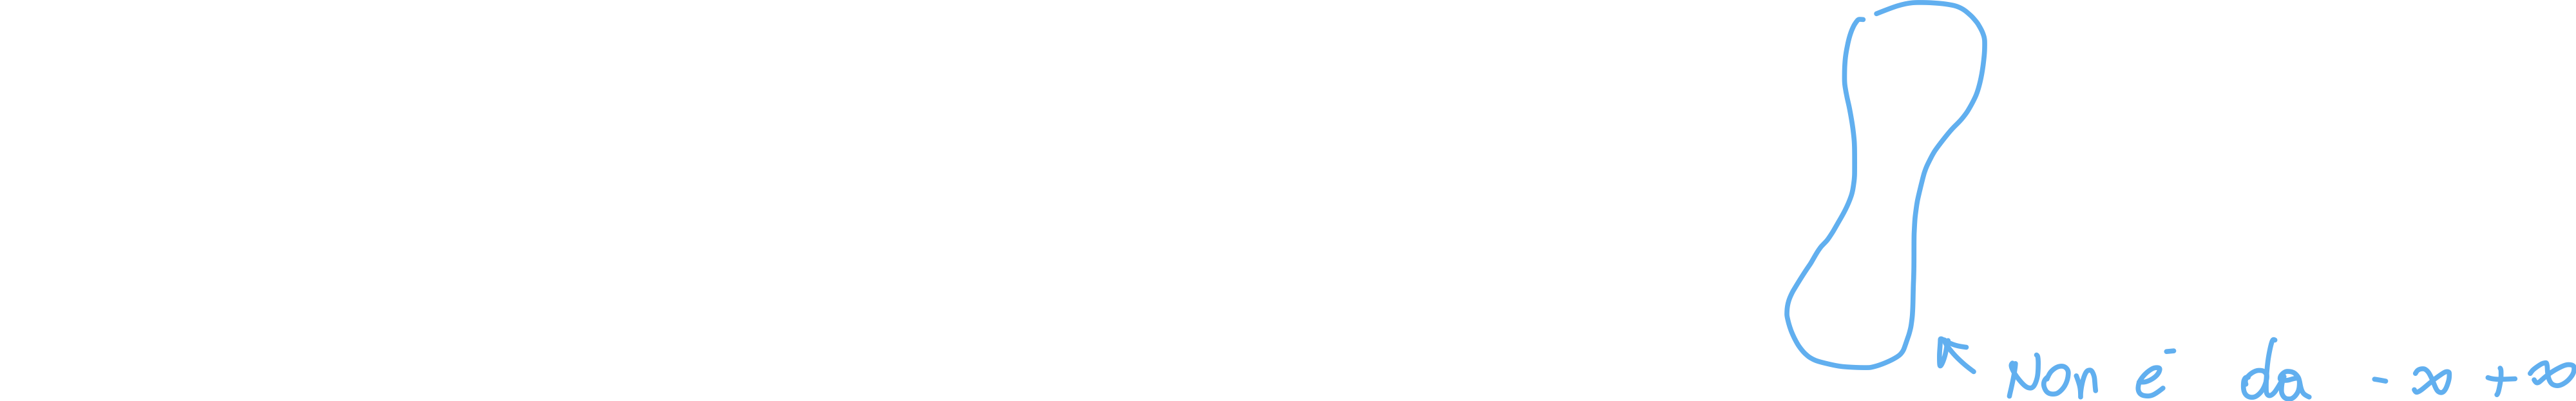 non è da - ∞ + ∞